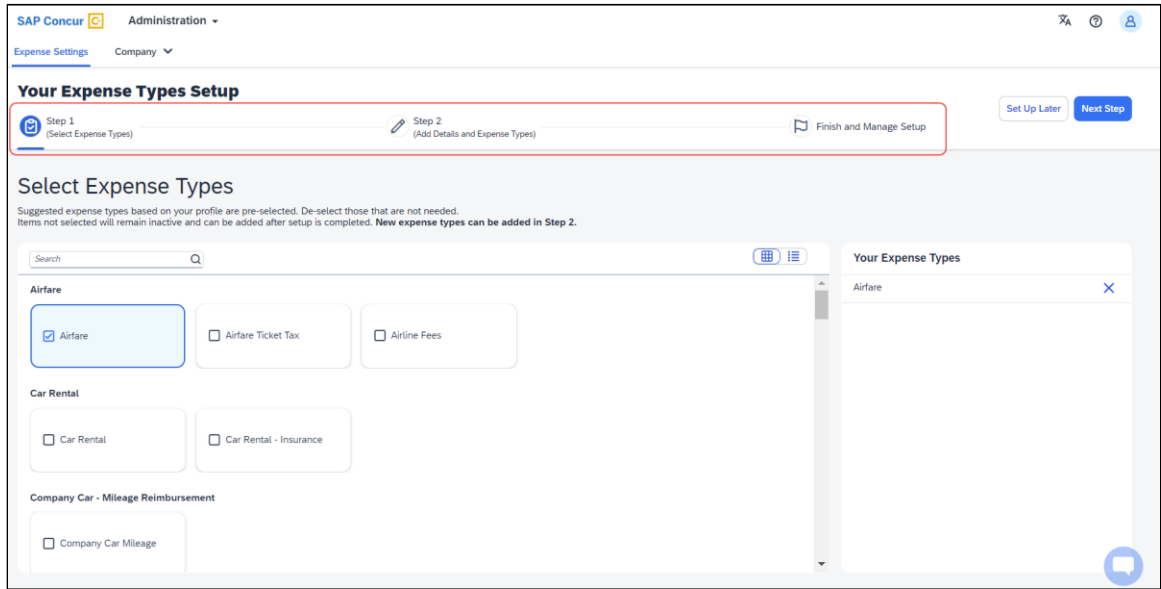 SAP Concur C Administration
Expense Settings Company
Your Expense Types Setup
Step 1
(Select Expense Types)
Step 2
(Add Details and Expense Types)
Finish and Manage Setup
Set Up Later Next Step
Select Expense Types
Suggested expense types based on your profile are pre-selected. De-select those that are not needed.
Items not selected will remain inactive and can be added after setup is completed. New expense types can be added in Step 2.
Search
Your Expense Types
Airfare
Airfare
Airfare Airfare Ticket Tax Airline Fees
Car Rental
Car Rental Car Rental - Insurance
Company Car - Mileage Reimbursement
Company Car Mileage